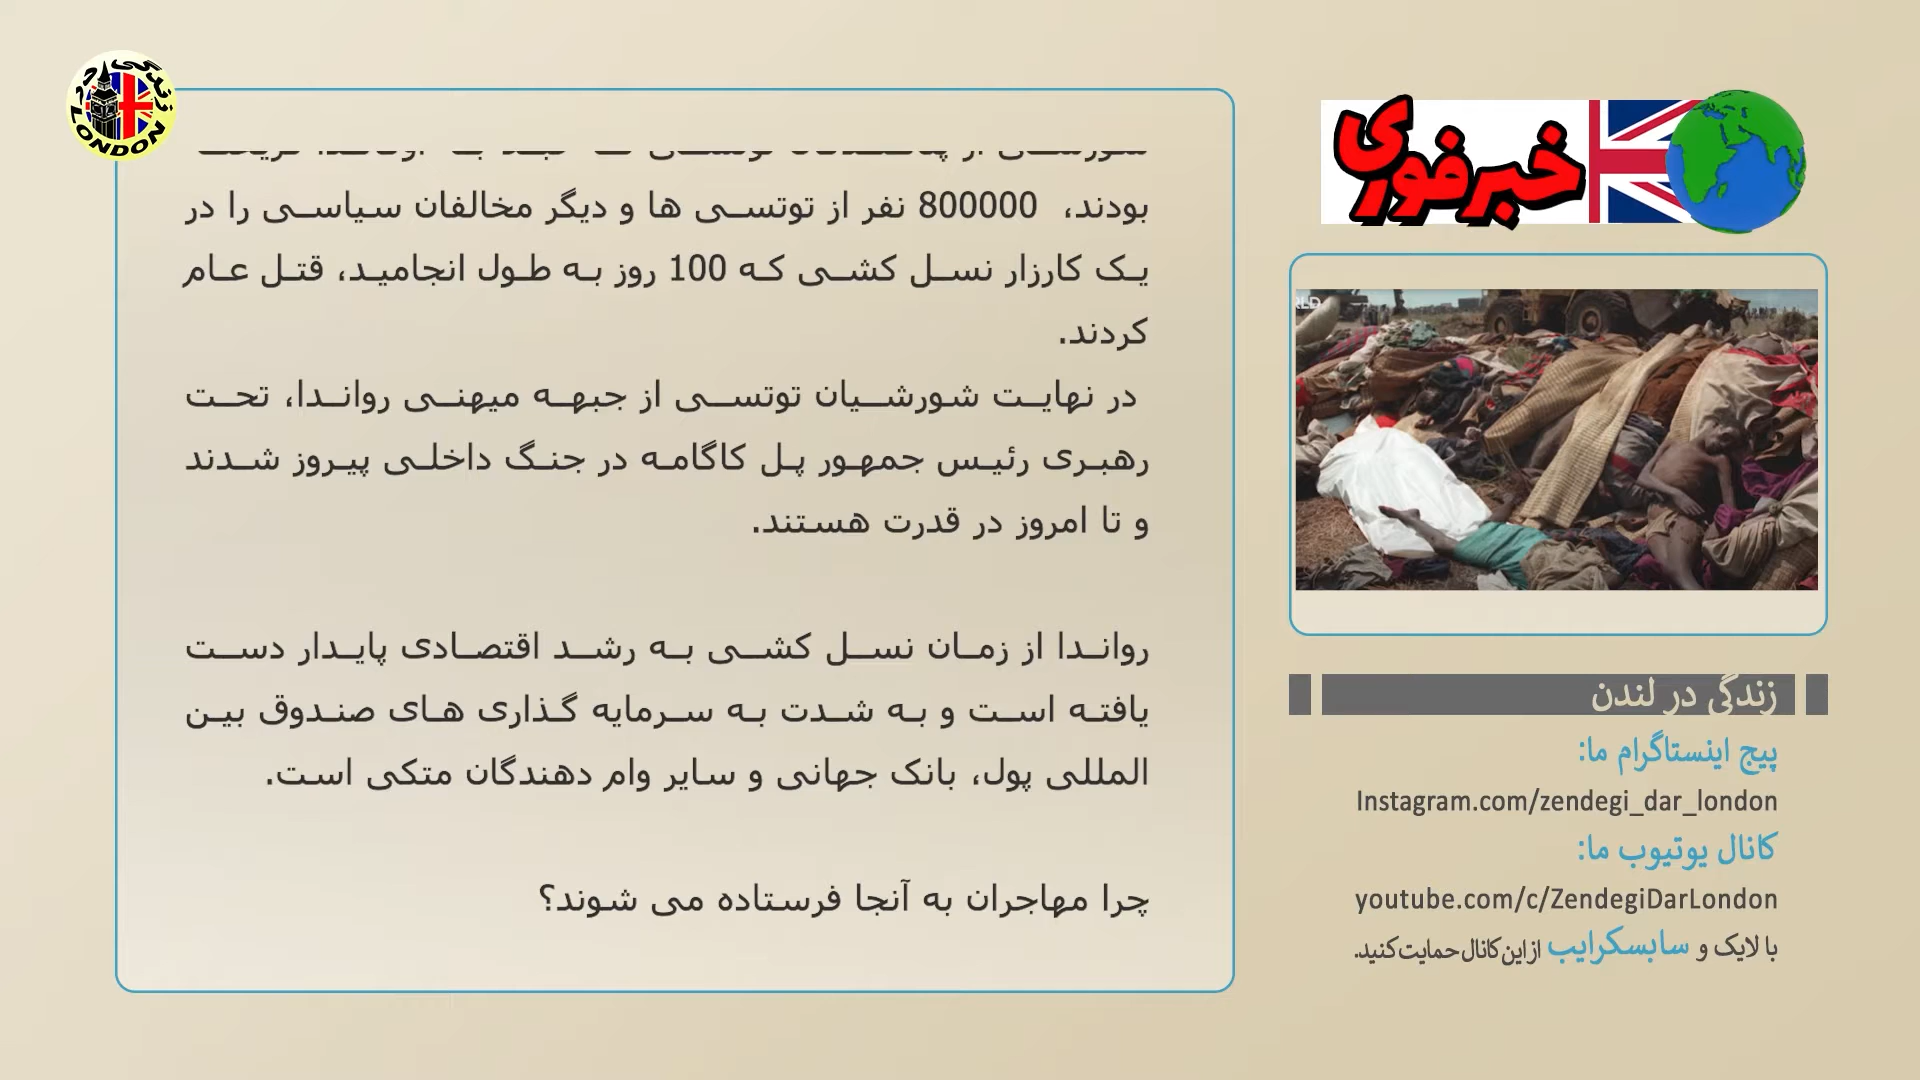 بودند، 800000 نفر از توتسی ها و دیگر مخالفان سیاسی را در
یک کارزار نسل کشی که 100 روز به طول انجامید، قتل عام
کردند.
در نهایت شورشیان توتسی از جبهه میهنی رواندا، تحت
رهبری رئیس جمهور پل کاگامه در جنگ داخلی پیروز شدند
و تا امروز در قدرت هستند.
رواندا از زمان نسل کشی به رشد اقتصادی پایدار دست
یافته است و به شدت به سرمایه گذاری های صندوق بین
المللی پول، بانک جهانی و سایر وام دهندگان متکی است.
چرا مهاجران به آنجا فرستاده می شوند؟
خبرفوری
RLD
زندگی در لندن
پیج اینستاگرام ما:
Instagram.com/zendegi_dar_london
کانال یوتیوب ما:
youtube.com/c/ZendegiDarLondon
با لایک و سابسکرایب از این کانال حمایت کنید.
زندگی در
LONDON